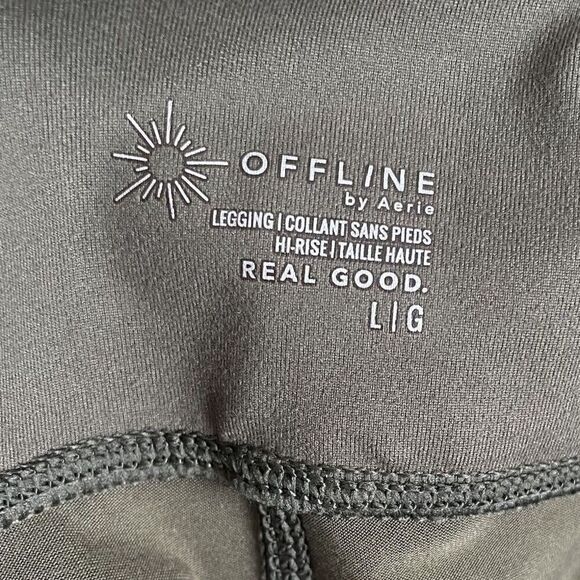 OFFLINE
by Aerie
LEGGING | COLLANT SANS PIEDS
HI-RISE | TAILLE HAUTE
REAL GOOD.
L | G